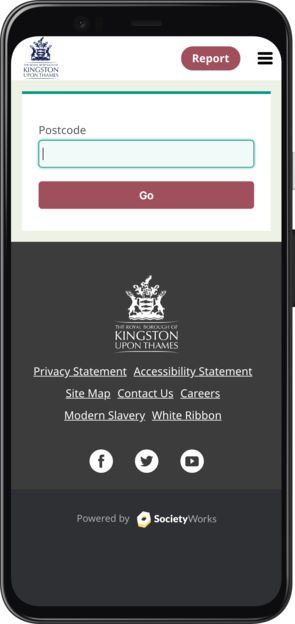 THE ROYAL BOROUGH OF
KINGSTON
UPON THAMES
Report
Postcode
Go
THE ROYAL BOROUGH OF
KINGSTON
UPON THAMES
Privacy Statement Accessibility Statement
Site Map Contact Us Careers
Modern Slavery White Ribbon
Powered by SocietyWorks